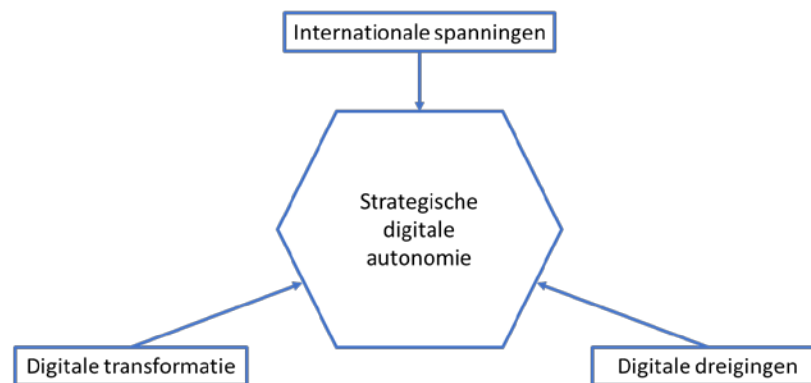 Internationale spanningen
Strategische
digitale
autonomie
Digitale transformatie
Digitale dreigingen